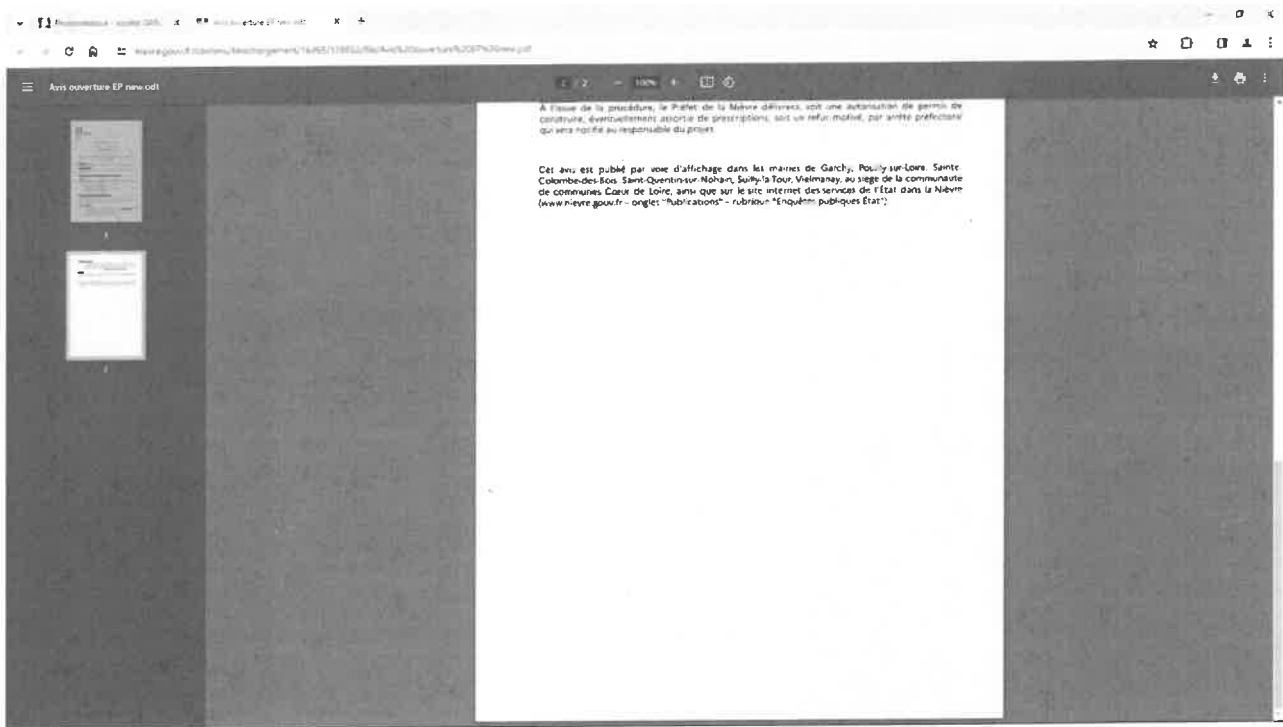 Avis ouverture EP new.odt
/ 2
100%
À l'issue de la procédure, le Préfet de la Nièvre délivrera, soit une autorisation de permis de
construire, éventuellement assortie de prescriptions, soit un refus motivé, par arrêté préfectoral
qui sera notifié au responsable du projet.
Cet avis est publié par voie d'affichage dans les mairies de Garchy, Pouilly-sur-Loire, Sainte
Colombe-des-Bois, Saint-Quentin-sur-Nohain, Suilly-la Tour, Vielmanay, au siège de la communauté
de communes Cœur de Loire, ainsi que sur le site internet des services de l'État dans la Nièvre
(www.nievre.gouv.fr – onglet "Publications" – rubrique "Enquêtes publiques État")